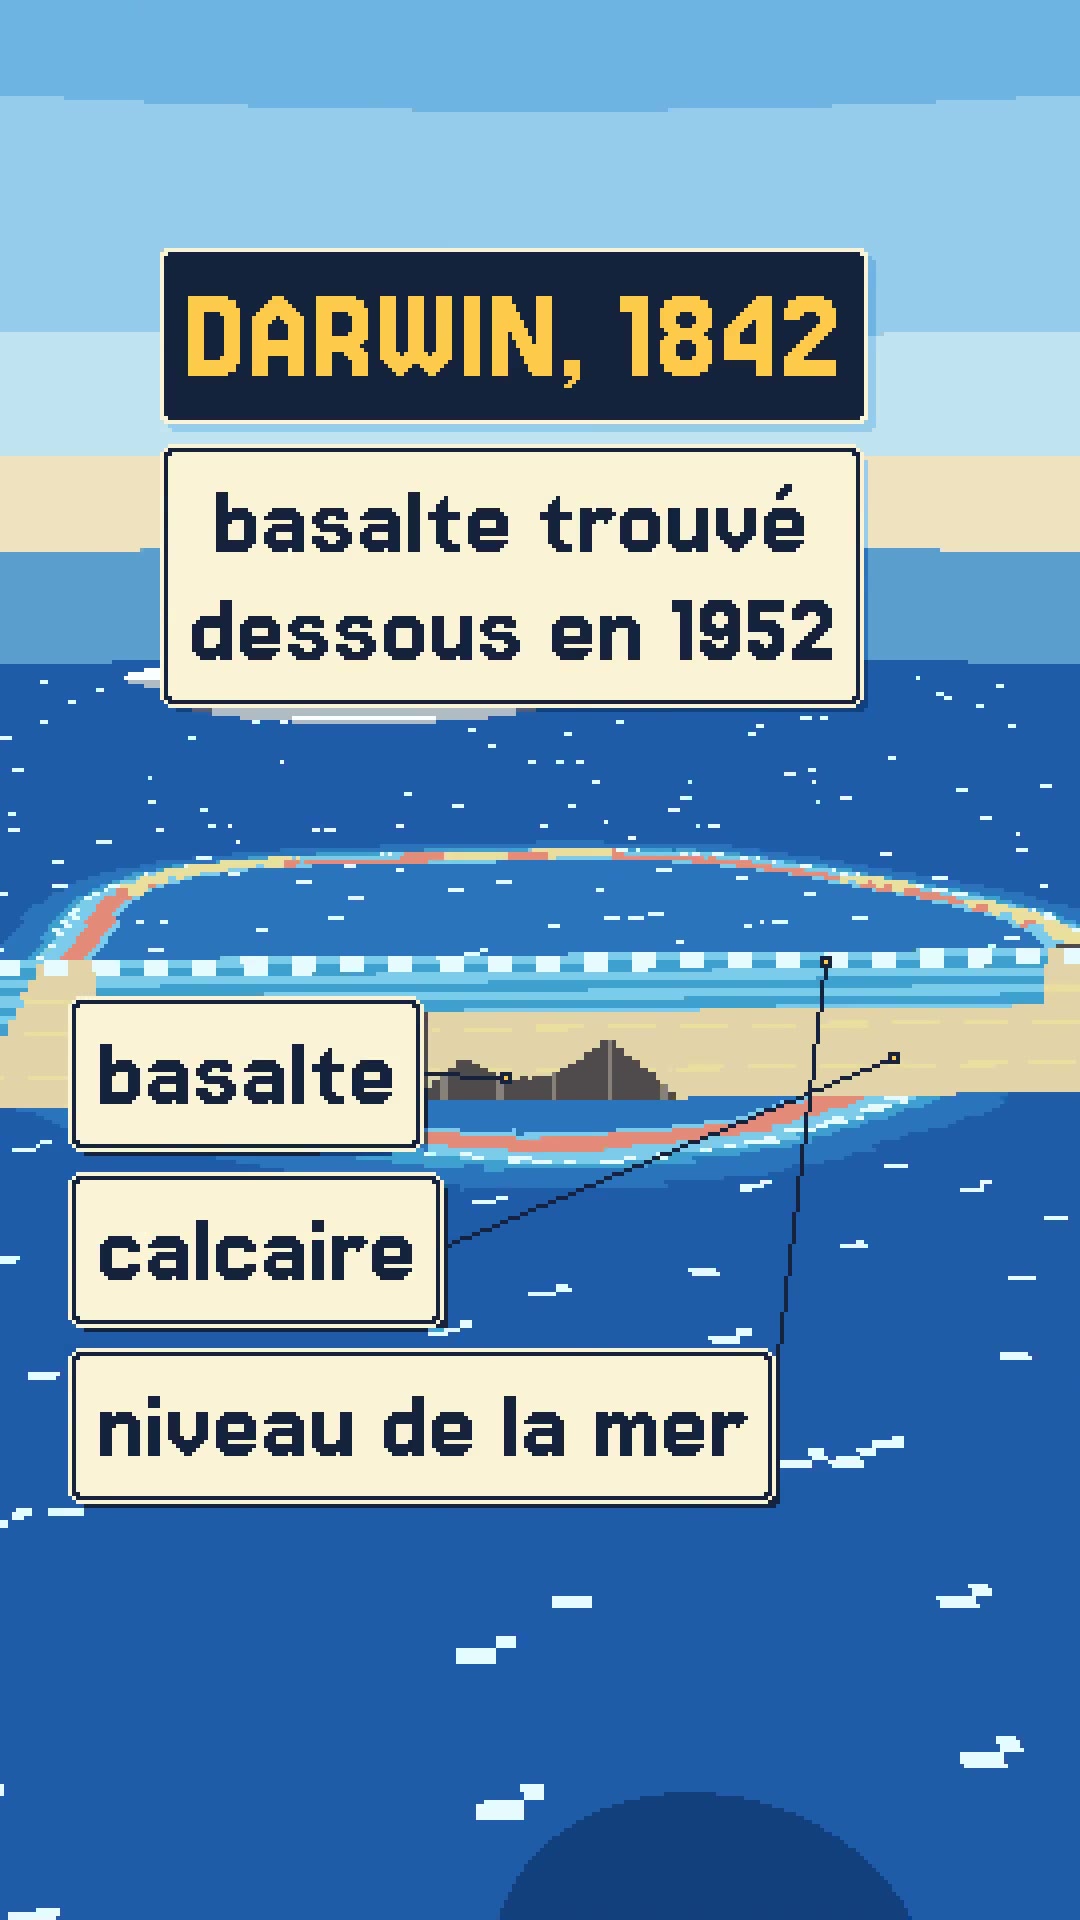 DARWIN, 1842
basalte trouvé
dessous en 1952
basalte
calcaire
niveau de la mer